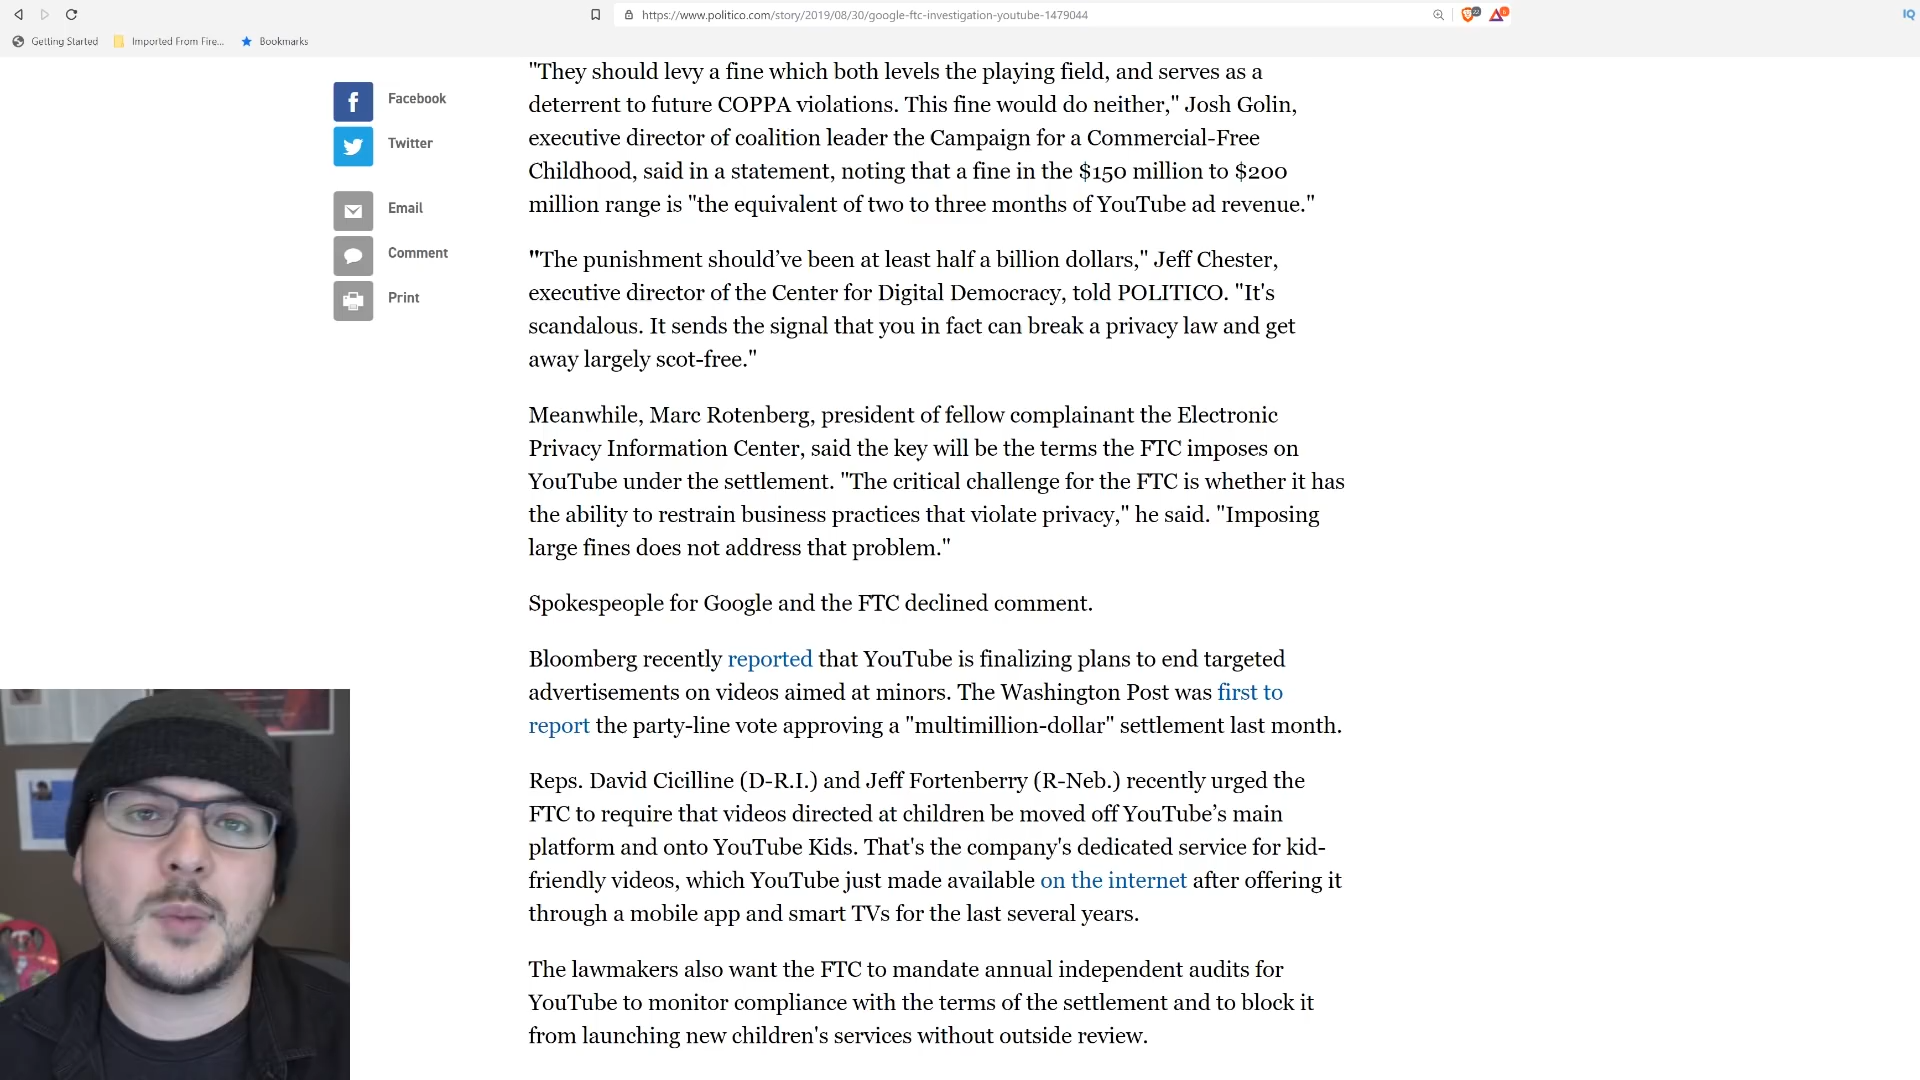 https://www.politico.com/story/2019/08/30/google-ftc-investigation-youtube-1479044
22
IQ
Getting Started
Imported From Fire...
Bookmarks
Facebook
Twitter
Email
Comment
Print
"They should levy a fine which both levels the playing field, and serves as a
deterrent to future COPPA violations. This fine would do neither," Josh Golin,
executive director of coalition leader the Campaign for a Commercial-Free
Childhood, said in a statement, noting that a fine in the $150 million to $200
million range is "the equivalent of two to three months of YouTube ad revenue."
"The punishment should’ve been at least half a billion dollars," Jeff Chester,
executive director of the Center for Digital Democracy, told POLITICO. "It's
scandalous. It sends the signal that you in fact can break a privacy law and get
away largely scot-free."
Meanwhile, Marc Rotenberg, president of fellow complainant the Electronic
Privacy Information Center, said the key will be the terms the FTC imposes on
YouTube under the settlement. "The critical challenge for the FTC is whether it has
the ability to restrain business practices that violate privacy," he said. "Imposing
large fines does not address that problem."
Spokespeople for Google and the FTC declined comment.
Bloomberg recently reported that YouTube is finalizing plans to end targeted
advertisements on videos aimed at minors. The Washington Post was first to
report the party-line vote approving a "multimillion-dollar" settlement last month.
Reps. David Cicilline (D-R.I.) and Jeff Fortenberry (R-Neb.) recently urged the
FTC to require that videos directed at children be moved off YouTube’s main
platform and onto YouTube Kids. That's the company's dedicated service for kid-
friendly videos, which YouTube just made available on the internet after offering it
through a mobile app and smart TVs for the last several years.
The lawmakers also want the FTC to mandate annual independent audits for
YouTube to monitor compliance with the terms of the settlement and to block it
from launching new children's services without outside review.